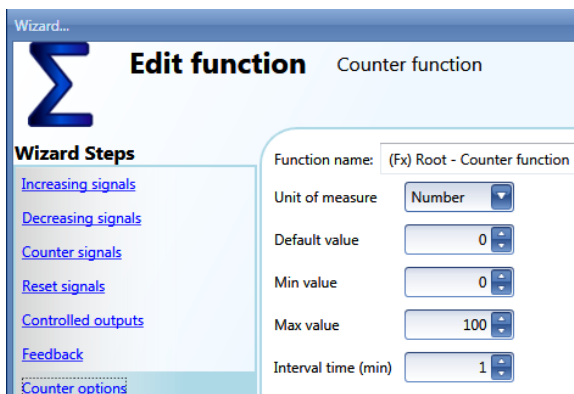 Wizard...
Edit function Counter function
Wizard Steps
Increasing signals
Decreasing signals
Counter signals
Reset signals
Controlled outputs
Feedback
Counter options
Function name: (Fx) Root - Counter function
Unit of measure Number
Default value 0
Min value 0
Max value 100
Interval time (min) 1